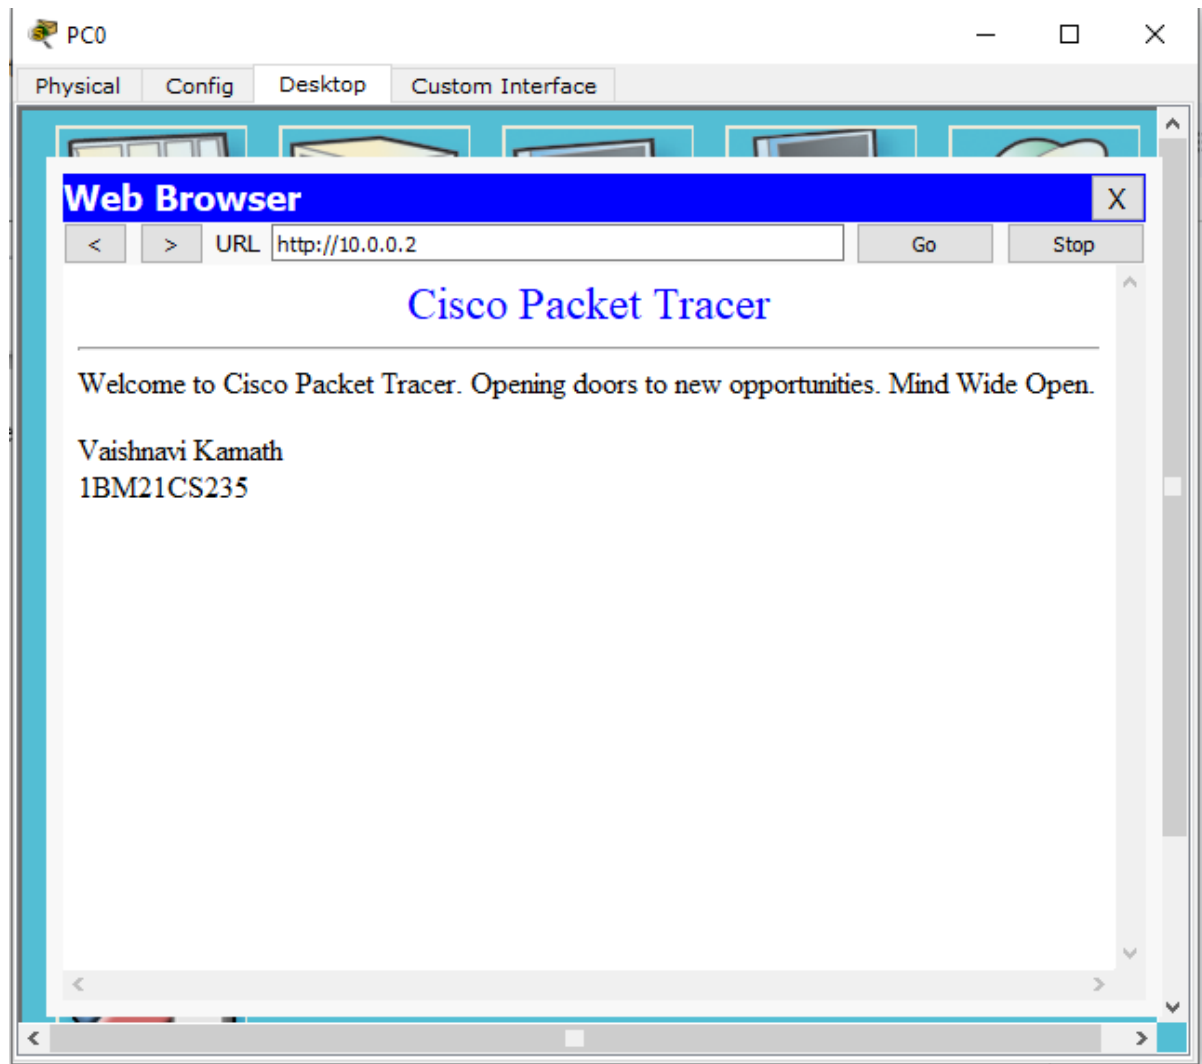 PC0
Physical Config Desktop Custom Interface
Web Browser X
< > URL http://10.0.0.2 Go Stop
Cisco Packet Tracer
Welcome to Cisco Packet Tracer. Opening doors to new opportunities. Mind Wide Open.
Vaishnavi Kamath
1BM21CS235